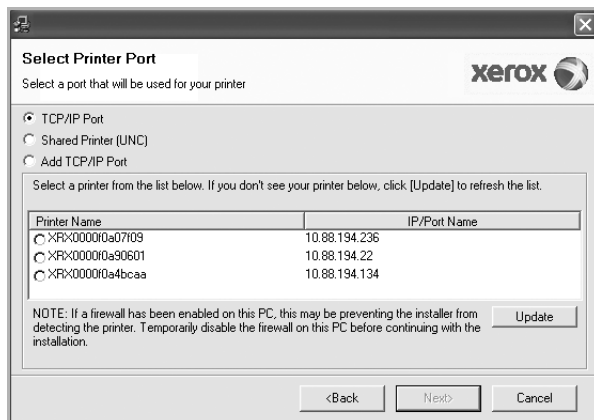 Select Printer Port
Select a port that will be used for your printer
xerox
TCP/IP Port
Shared Printer (UNC)
Add TCP/IP Port
Select a printer from the list below. If you don't see your printer below, click [Update] to refresh the list.
Printer Name IP/Port Name
XRX0000f0a07f09 10.88.194.236
XRX0000f0a90601 10.88.194.22
XRX0000f0a4bcaa 10.88.194.134
NOTE: If a firewall has been enabled on this PC, this may be preventing the installer from
detecting the printer. Temporarily disable the firewall on this PC before continuing with the
installation.
Update
<Back Next> Cancel